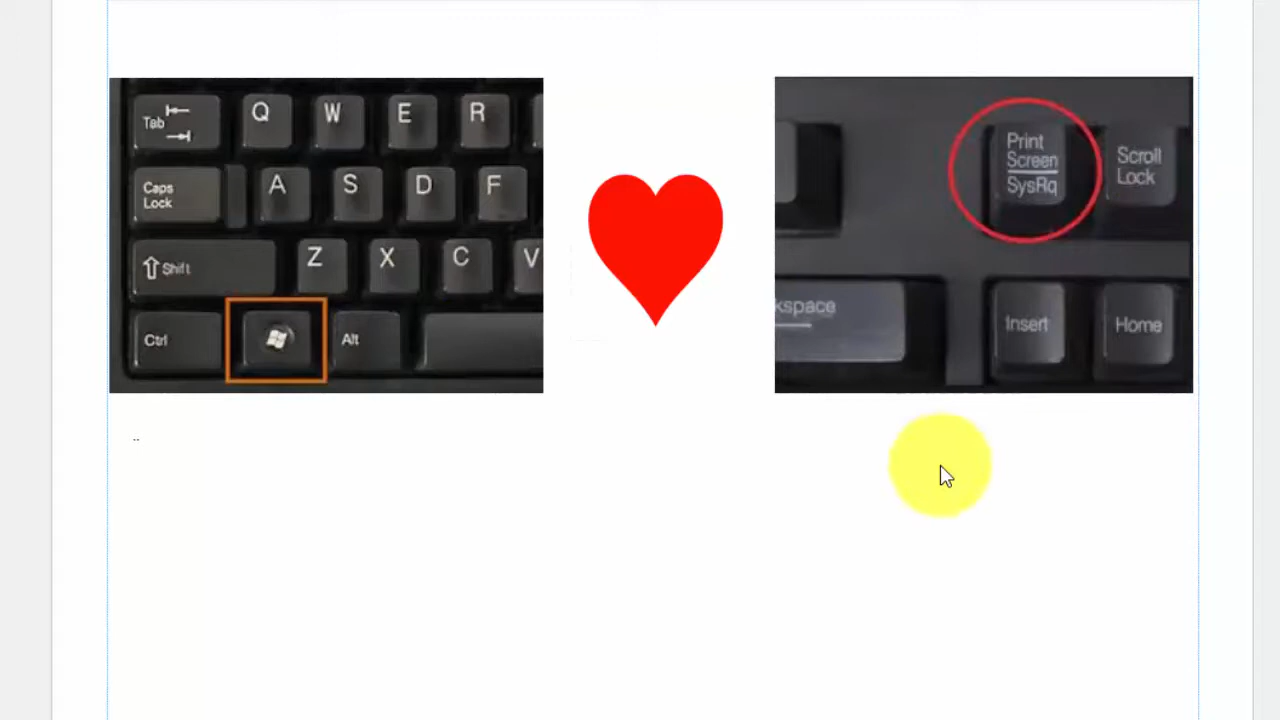 Tab
Q W E R
Caps
Lock
A S D F
Shift
Z X C V
Ctrl
Alt
Print
Screen
SysRq
Scroll
Lock
kspace
Insert
Home
..